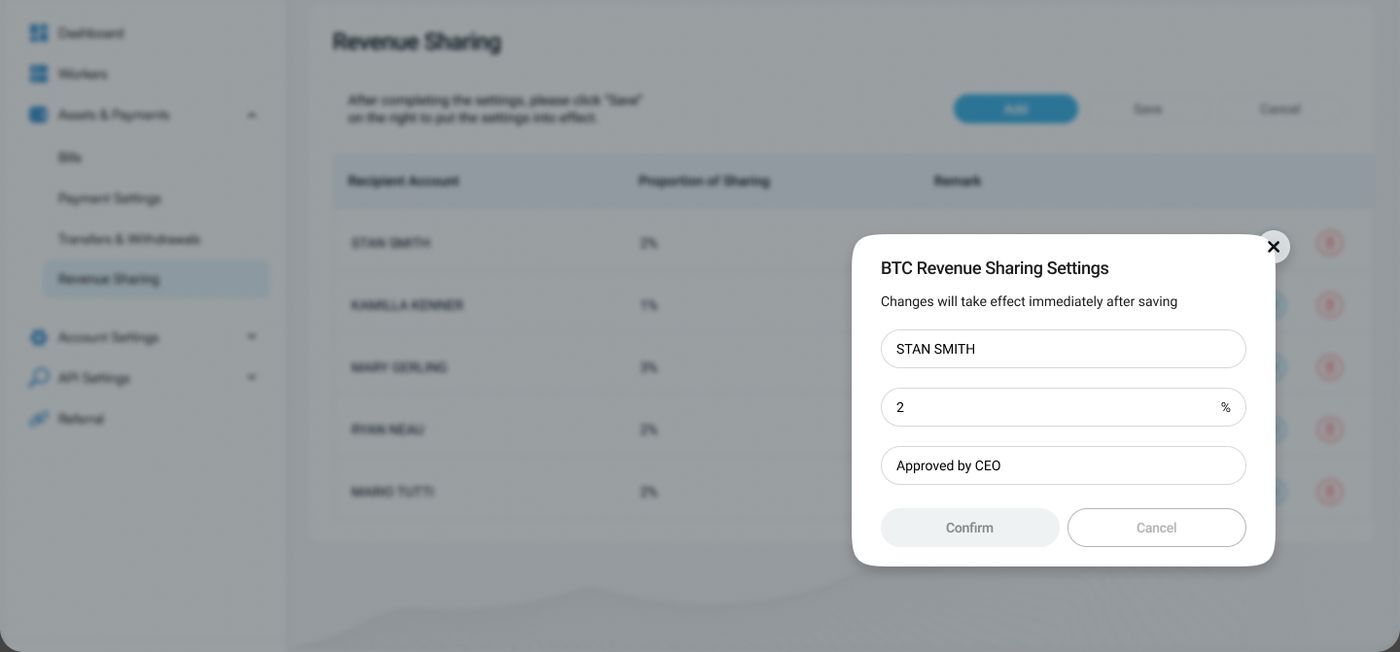 Dashboard
Workers
Assets & Payments
Bills
Payment Settings
Transfers & Withdrawals
Revenue Sharing
Account Settings
API Settings
Referral
Revenue Sharing
After completing the settings, please click "Save"
on the right to put the settings into effect.
Add Save Cancel
Recipient Account Proportion of Sharing Remark
STAN SMITH 2%
KAMILLA KENNER 1%
MARY GERLING 3%
RYAN NEAU 2%
MARIO TUTTI 2%
BTC Revenue Sharing Settings
Changes will take effect immediately after saving
STAN SMITH
2 %
Approved by CEO
Confirm Cancel